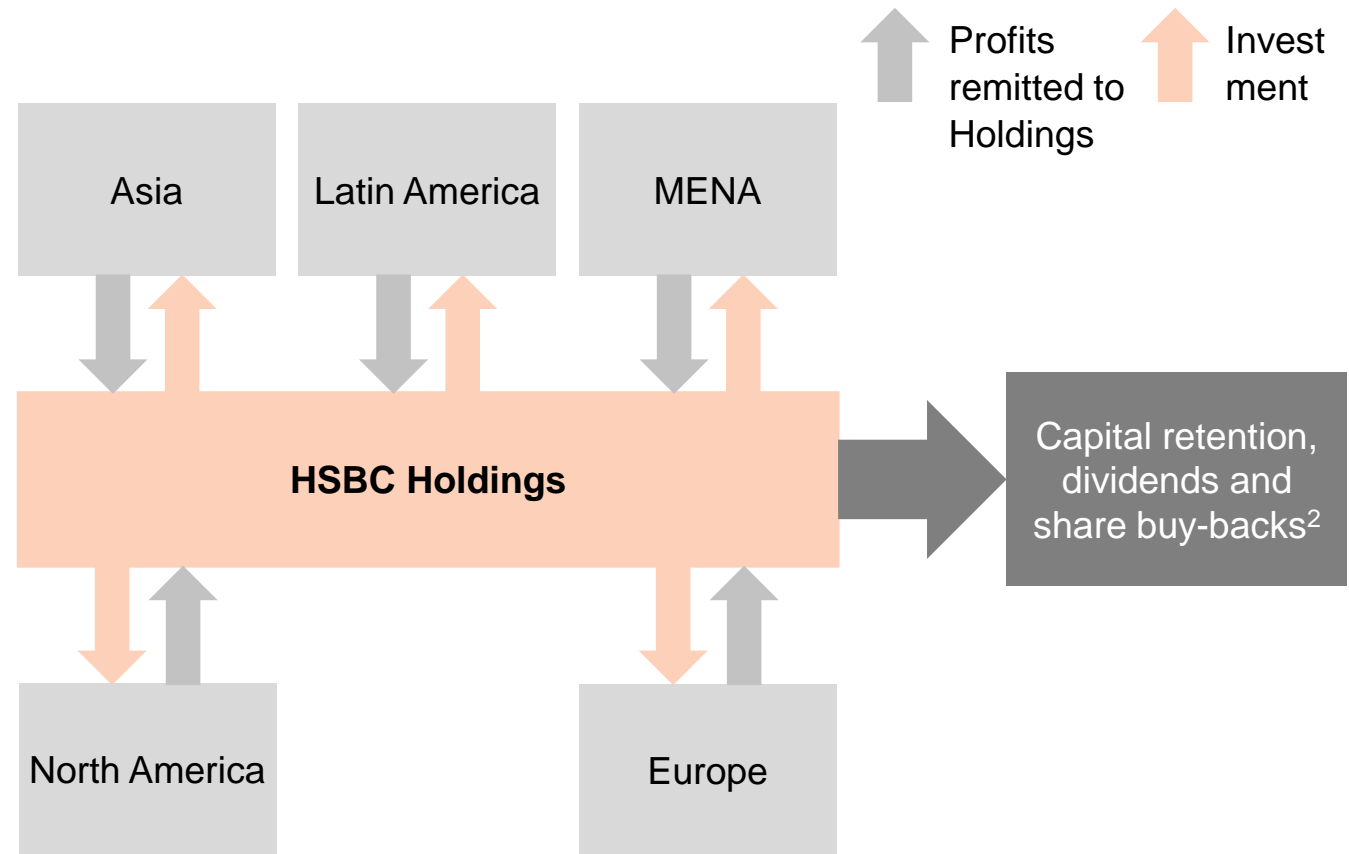 Profits
remitted to
Holdings
Invest
ment
Asia
Latin America
MENA
HSBC Holdings
Capital retention,
dividends and
share buy-backs²
North America
Europe